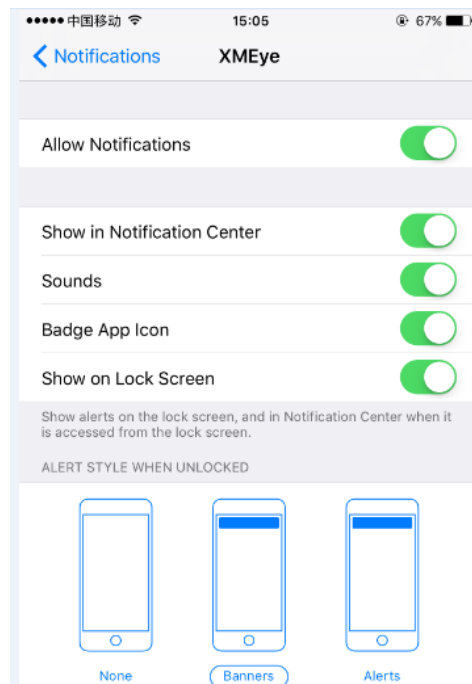 中国移动 15:05 67%
Notifications XMEye
Allow Notifications
Show in Notification Center
Sounds
Badge App Icon
Show on Lock Screen
Show alerts on the lock screen, and in Notification Center when it
is accessed from the lock screen.
ALERT STYLE WHEN UNLOCKED
None Banners Alerts